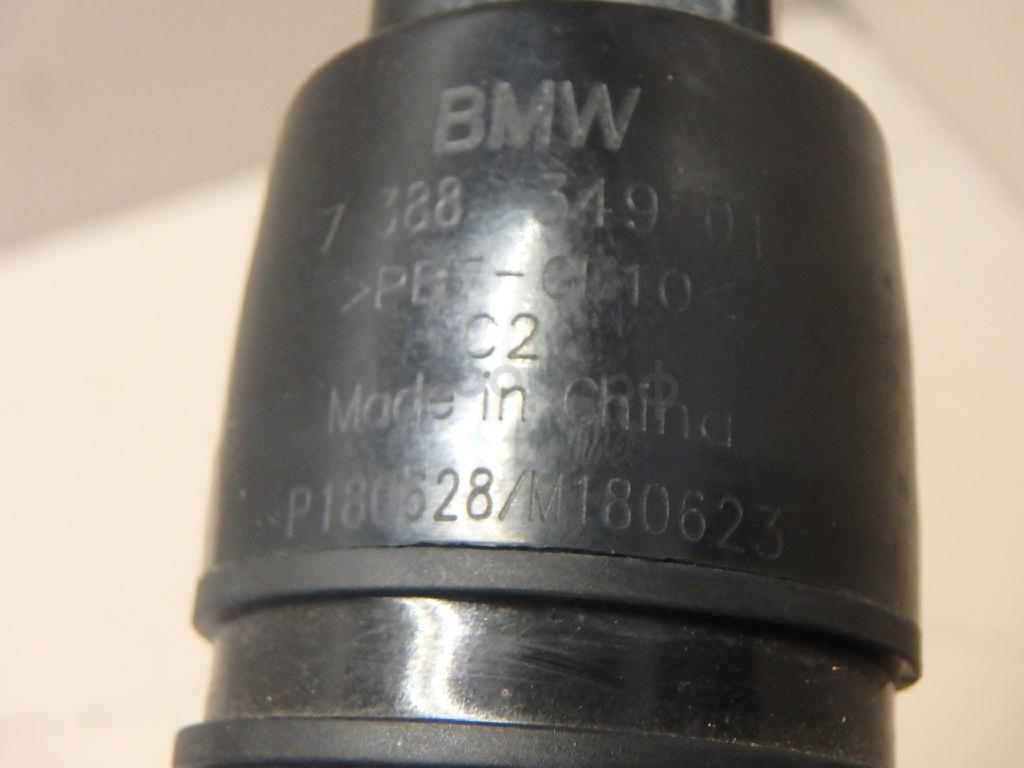 BMW
7 388 349 01
>PBT-GF10<
C2
Made in China
P180628/M180623